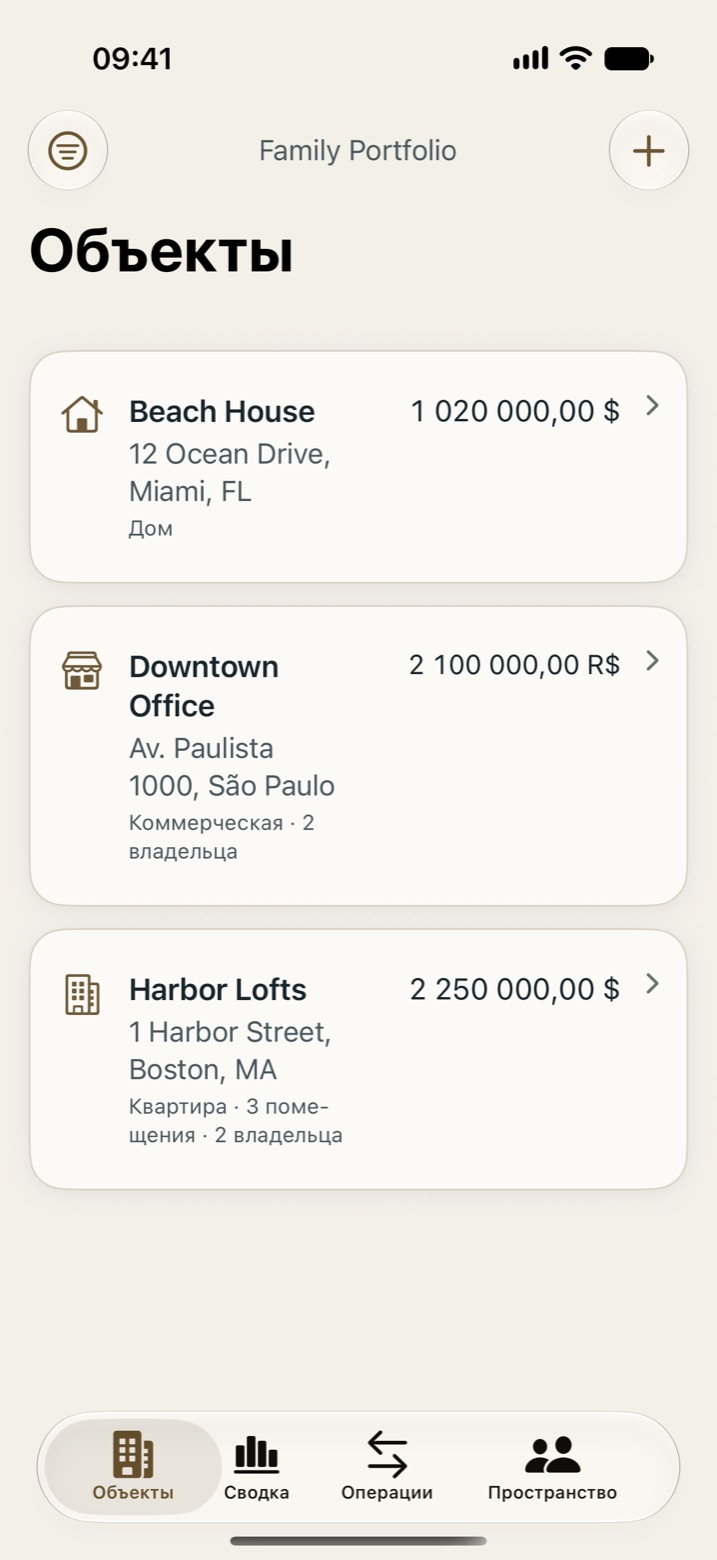 09:41
Family Portfolio
Объекты
Beach House 1 020 000,00 $
12 Ocean Drive,
Miami, FL
Дом
Downtown 2 100 000,00 R$
Office
Av. Paulista
1000, São Paulo
Коммерческая · 2
владельца
Harbor Lofts 2 250 000,00 $
1 Harbor Street,
Boston, MA
Квартира · 3 поме-
щения · 2 владельца
Объекты Сводка Операции Пространство